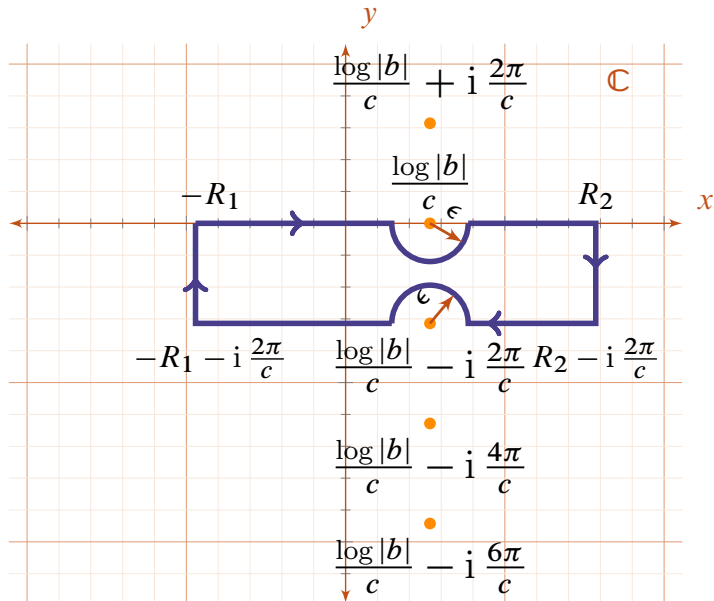 y
log |b| / c + i 2π / c
ℂ
log |b| / c
−R₁
ϵ
R₂
x
ϵ
−R₁ − i 2π / c
log |b| / c − i 2π / c
R₂ − i 2π / c
log |b| / c − i 4π / c
log |b| / c − i 6π / c